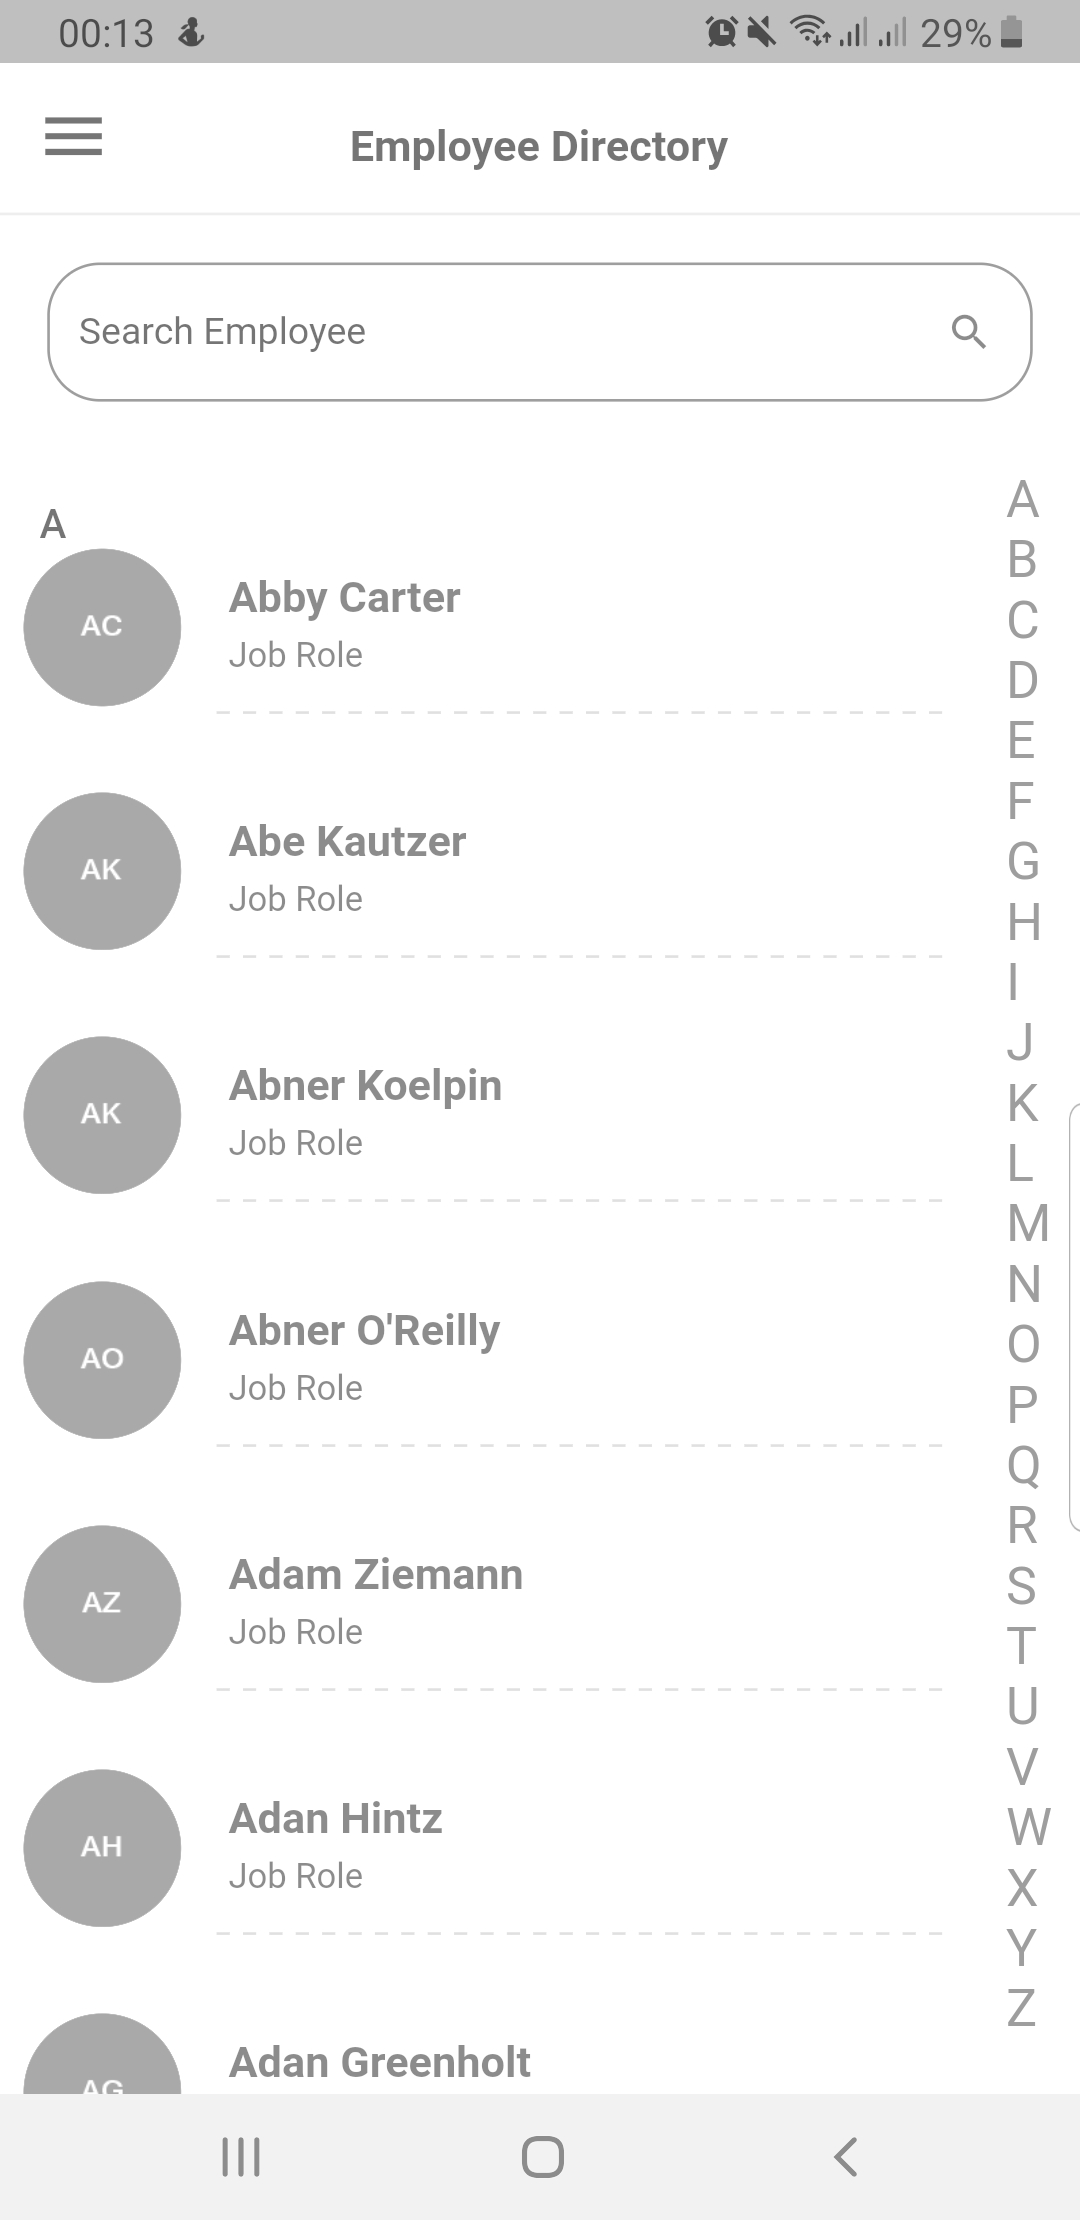 00:13
29%
Employee Directory
Search Employee
A
AC
Abby Carter
Job Role
AK
Abe Kautzer
Job Role
AK
Abner Koelpin
Job Role
AO
Abner O'Reilly
Job Role
AZ
Adam Ziemann
Job Role
AH
Adan Hintz
Job Role
AG
Adan Greenholt
A
B
C
D
E
F
G
H
I
J
K
L
M
N
O
P
Q
R
S
T
U
V
W
X
Y
Z